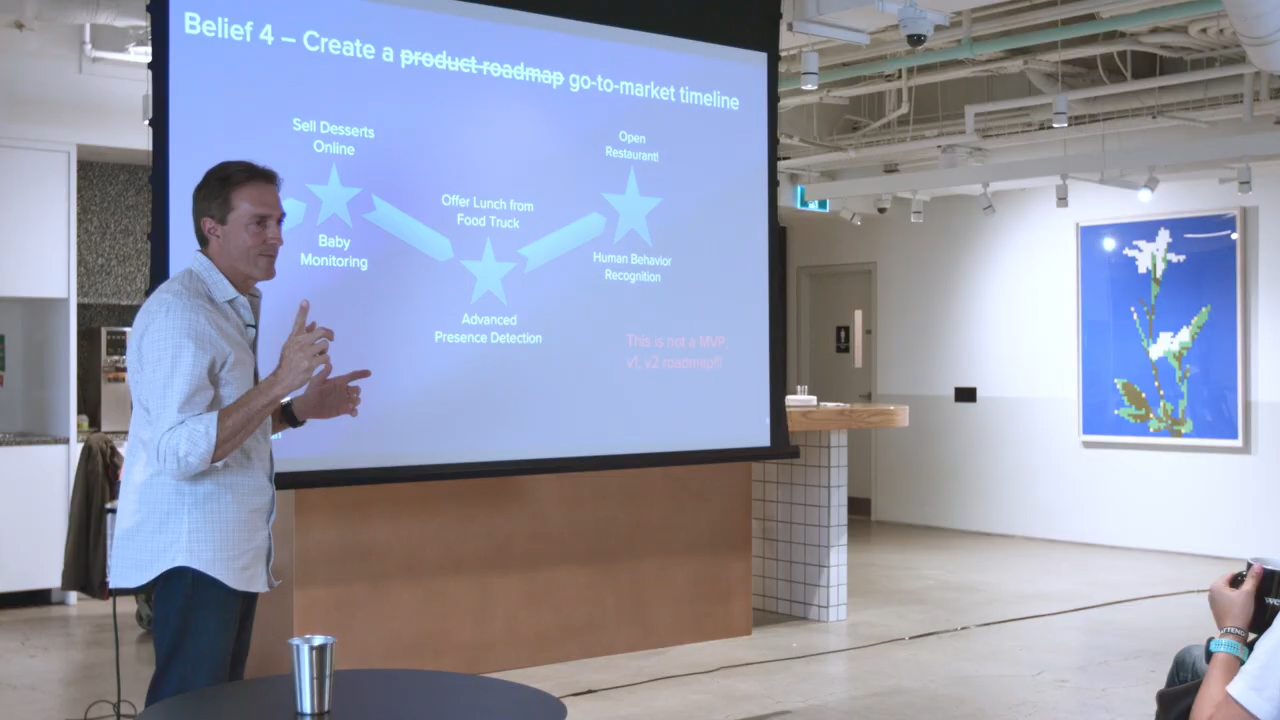 Belief 4 – Create a product roadmap go-to-market timeline
Sell Desserts
Online
Baby
Monitoring
Offer Lunch from
Food Truck
Advanced
Presence Detection
Open
Restaurant!
Human Behavior
Recognition
This is not a MVP,
v1, v2 roadmap!!!
ATTEND